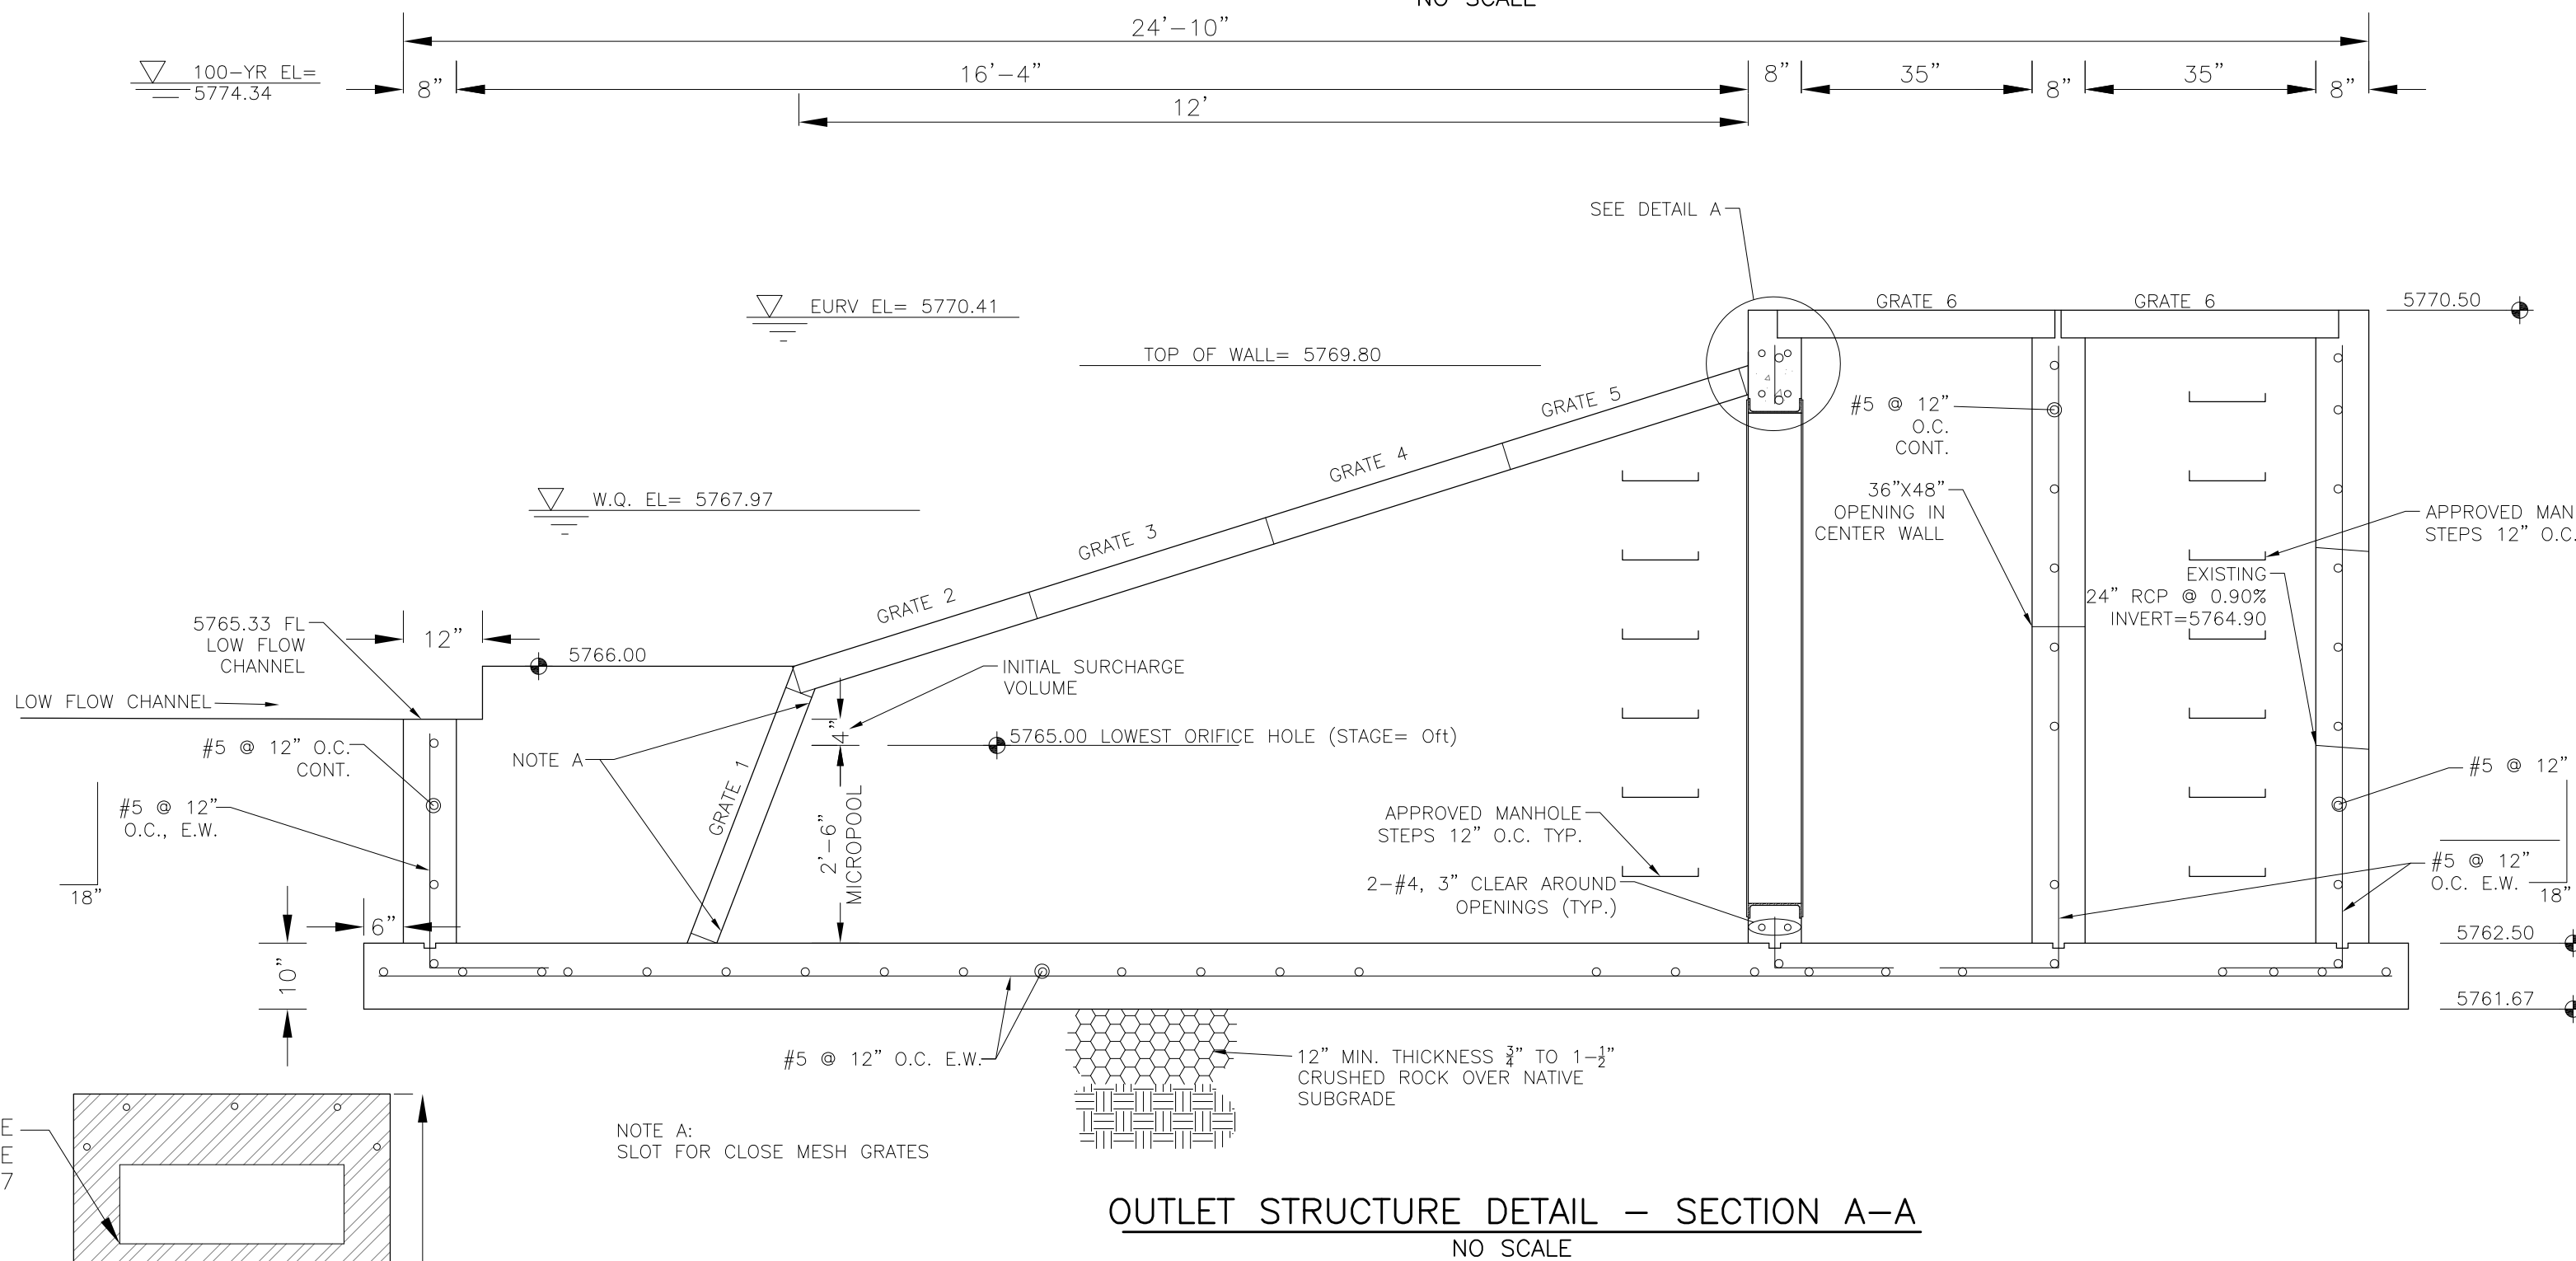 NO SCALE
24'-10"
100-YR EL=
5774.34
8"
16'-4"
8"
35"
8"
35"
8"
12'
SEE DETAIL A
EURV EL= 5770.41
GRATE 6
GRATE 6
5770.50
TOP OF WALL= 5769.80
GRATE 5
#5 @ 12"
O.C.
CONT.
GRATE 4
W.Q. EL= 5767.97
36"X48"
OPENING IN
CENTER WALL
APPROVED MAN
STEPS 12" O.C.
GRATE 3
EXISTING
24" RCP @ 0.90%
INVERT=5764.90
GRATE 2
5765.33 FL
LOW FLOW
CHANNEL
12"
5766.00
INITIAL SURCHARGE
VOLUME
LOW FLOW CHANNEL
4"
5765.00 LOWEST ORIFICE HOLE (STAGE= 0ft)
#5 @ 12" O.C.
CONT.
NOTE A
GRATE 1
#5 @ 12"
#5 @ 12"
O.C., E.W.
2'-6"
MICROPOOL
APPROVED MANHOLE
STEPS 12" O.C. TYP.
2-#4, 3" CLEAR AROUND
OPENINGS (TYP.)
#5 @ 12"
O.C. E.W.
18"
18"
6"
5762.50
10"
5761.67
#5 @ 12" O.C. E.W.
12" MIN. THICKNESS 3/4" TO 1-1/2"
CRUSHED ROCK OVER NATIVE
SUBGRADE
E
E
7
NOTE A:
SLOT FOR CLOSE MESH GRATES
OUTLET STRUCTURE DETAIL - SECTION A-A
NO SCALE